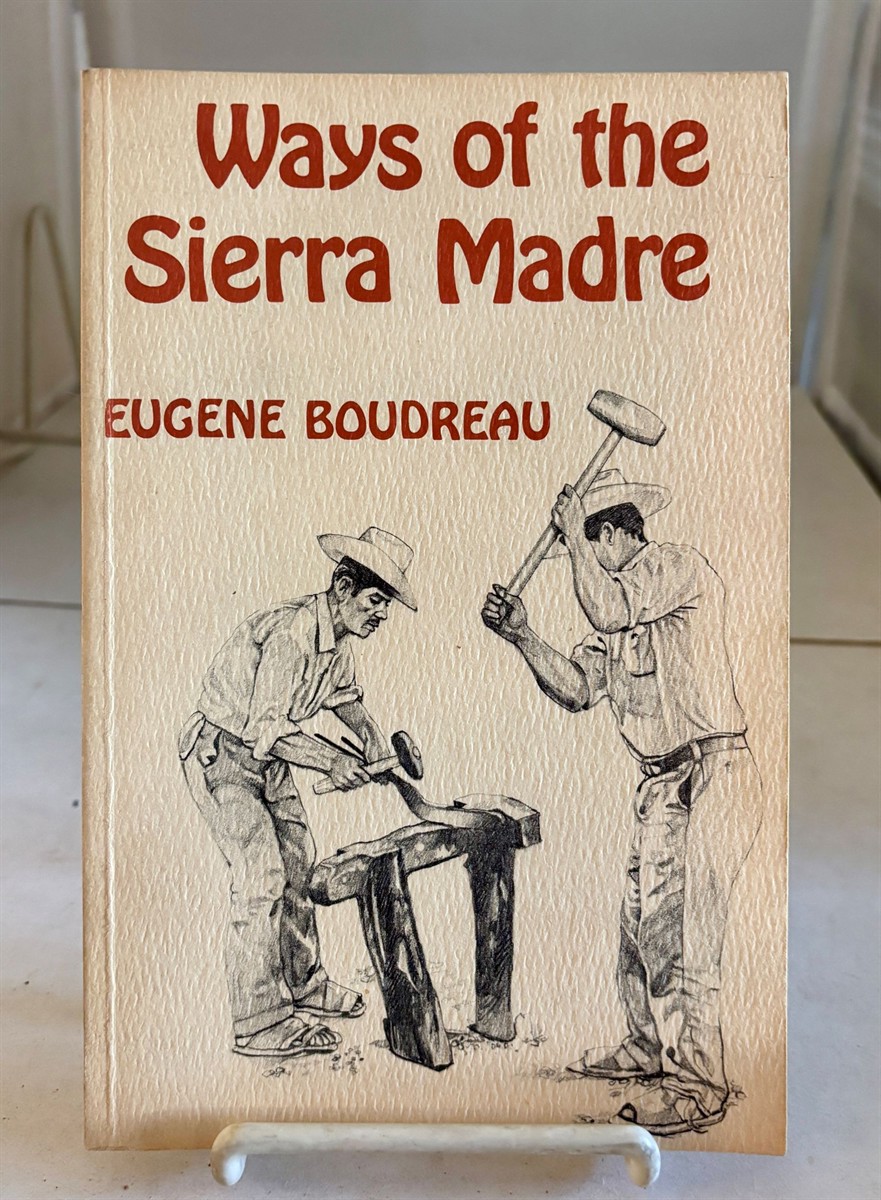 Ways of the
Sierra Madre
EUGENE BOUDREAU